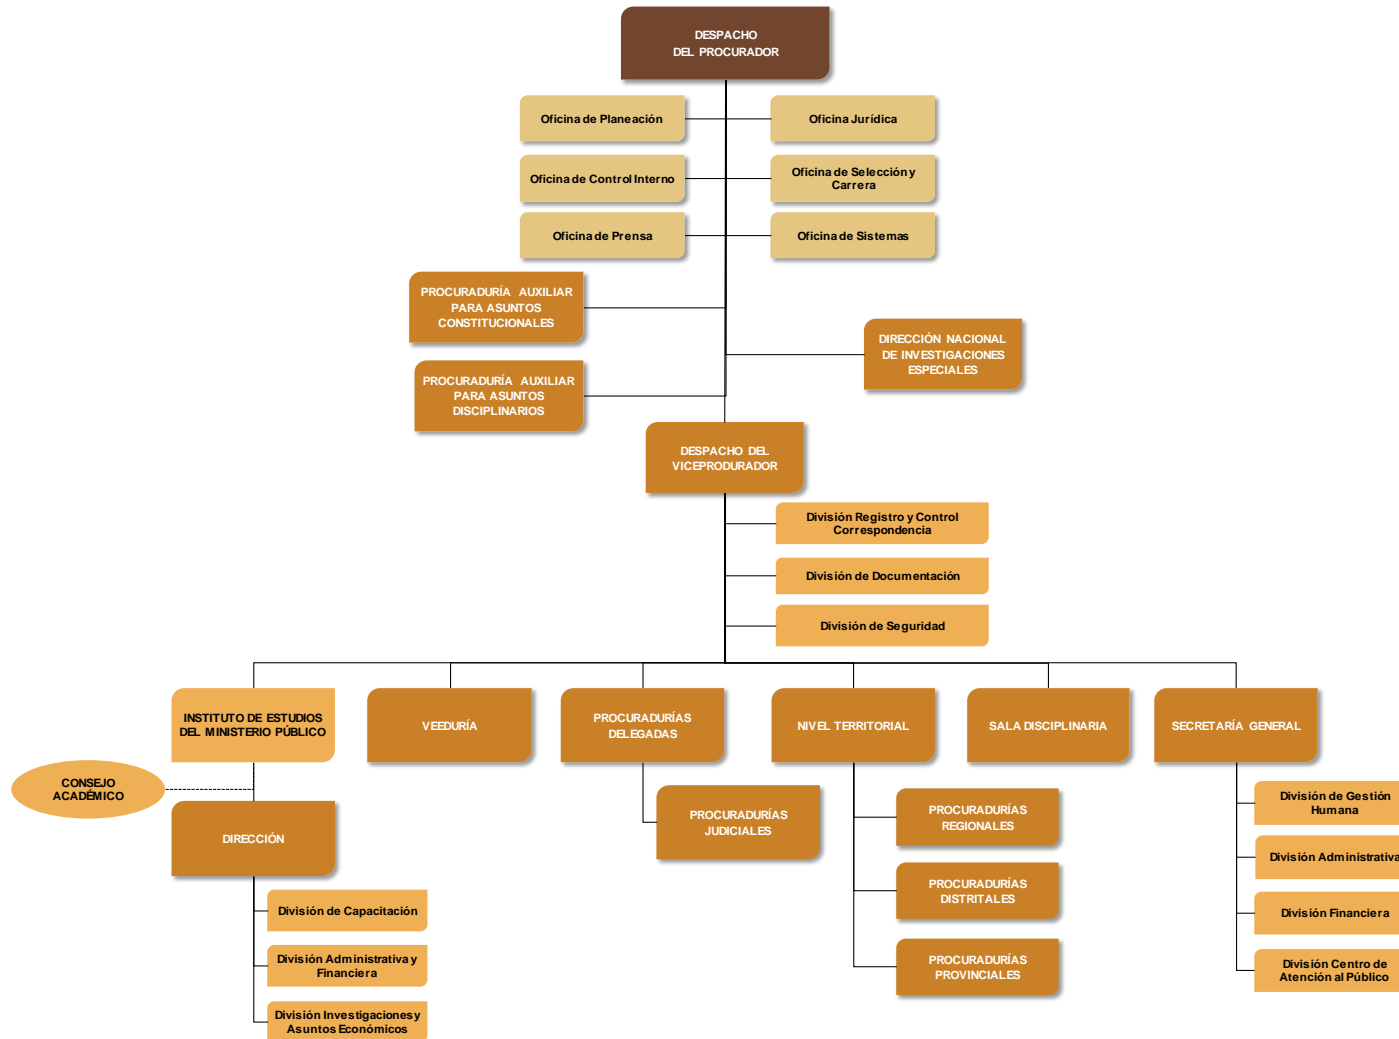 DESPACHO
DEL PROCURADOR
Oficina de Planeación
Oficina Jurídica
Oficina de Control Interno
Oficina de Selección y
Carrera
Oficina de Prensa
Oficina de Sistemas
PROCURADURÍA AUXILIAR
PARA ASUNTOS
CONSTITUCIONALES
DIRECCIÓN NACIONAL
DE INVESTIGACIONES
ESPECIALES
PROCURADURÍA AUXILIAR
PARA ASUNTOS
DISCIPLINARIOS
DESPACHO DEL
VICEPRODURADOR
División Registro y Control
Correspondencia
División de Documentación
División de Seguridad
INSTITUTO DE ESTUDIOS
DEL MINISTERIO PÚBLICO
VEEDURÍA
PROCURADURÍAS
DELEGADAS
NIVEL TERRITORIAL
SALA DISCIPLINARIA
SECRETARÍA GENERAL
CONSEJO
ACADÉMICO
DIRECCIÓN
División de Capacitación
División Administrativa y
Financiera
División Investigaciones y
Asuntos Económicos
PROCURADURÍAS
JUDICIALES
PROCURADURÍAS
REGIONALES
PROCURADURÍAS
DISTRITALES
PROCURADURÍAS
PROVINCIALES
División de Gestión
Humana
División Administrativa
División Financiera
División Centro de
Atención al Público